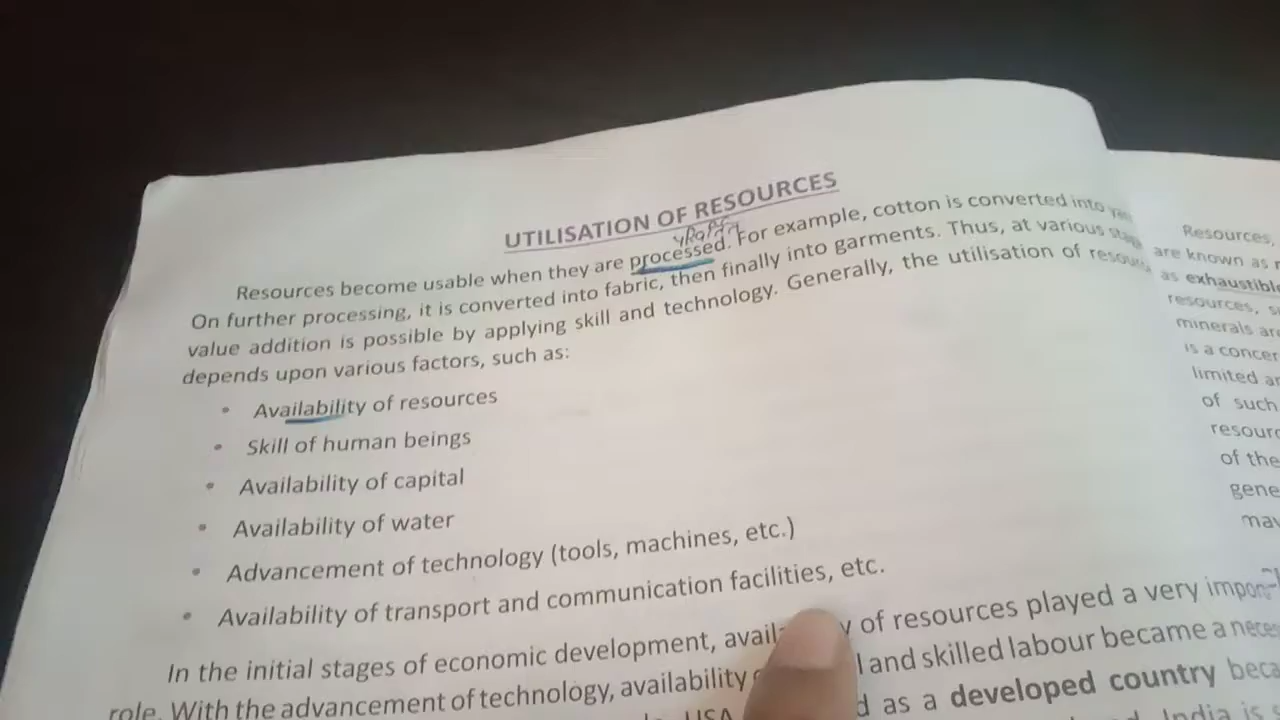 UTILISATION OF RESOURCES
Resources become usable when they are processed. For example, cotton is converted into
On further processing, it is converted into fabric, then finally into garments. Thus, at various
value addition is possible by applying skill and technology. Generally, the utilisation of
depends upon various factors, such as:
• Availability of resources
• Skill of human beings
• Availability of capital
• Availability of water
• Advancement of technology (tools, machines, etc.)
• Availability of transport and communication facilities, etc.
In the initial stages of economic development, of resources played a very
role. With the advancement of technology, availability and skilled labour became a
USA as a developed country
India is
Resources,
are known as
as exhaustible
resources,
minerals
is a
limited
of such
of the